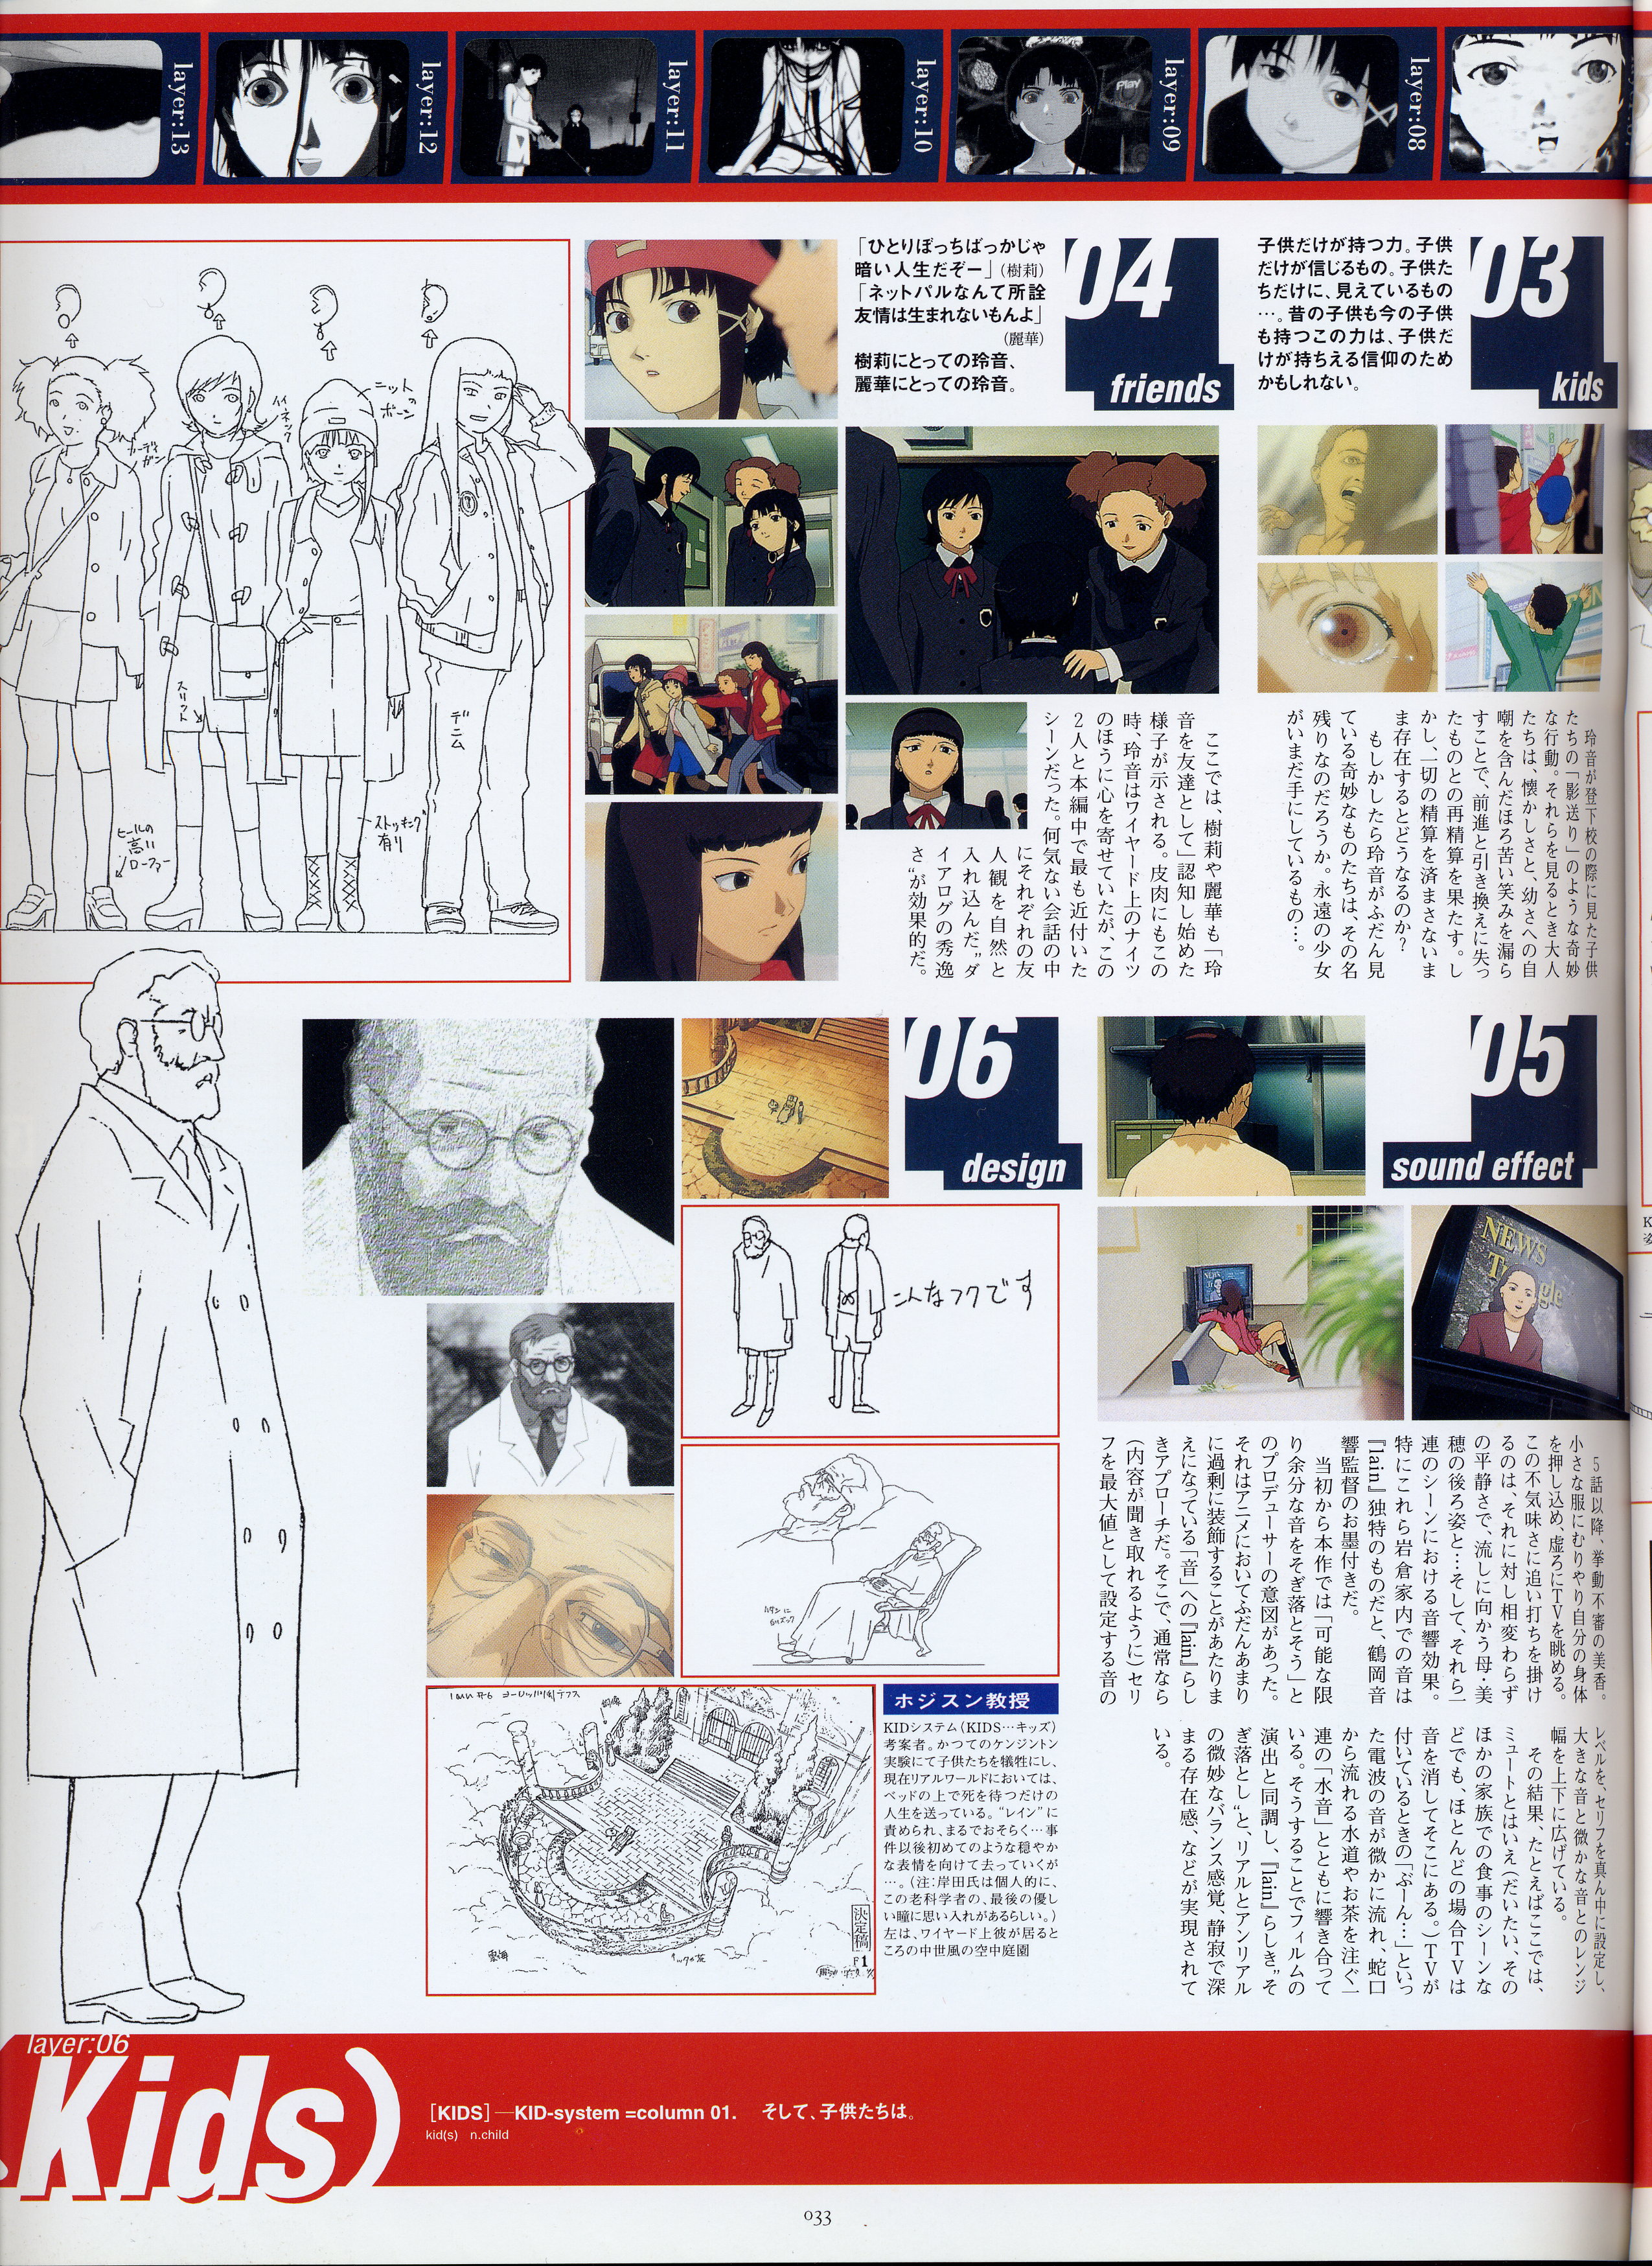 layer:13
layer:12
layer:11
layer:10
layer:09
layer:08
PLAY
03
kids
子供だけが持つ力。子供
だけが信じるもの。子供た
ちだけに、見えているもの
…。昔の子供も今の子供
も持つこの力は、子供だ
けが持ちえる信仰のため
かもしれない。
玲音が登下校の際に見た子供
たちの「影送り」のような奇妙
な行動。それらを見るとき大人
たちは、懐かしさと、幼さへの自
嘲を含んだほろ苦い笑みを漏ら
すことで、前進と引き換えに失っ
たものとの再精算を果たす。し
かし、一切の精算を済まさないま
ま存在するとどうなるのか?
もしかしたら玲音がふだん見
ている奇妙なものたちは、その名
残りなのだろうか。永遠の少女
がいまだ手にしているもの…。
04
friends
「ひとりぼっちばっかじゃ
暗い人生だぞー」(樹莉)
「ネットパルなんて所詮
友情は生まれないもんよ」
(麗華)
樹莉にとっての玲音、
麗華にとっての玲音。
ここでは、樹莉や麗華も「玲
音を友達として」認知し始めた
様子が示される。皮肉にもこの
時、玲音はワイヤード上のナイツ
のほうに心を寄せていたが、この
2人と本編中で最も近付いた
シーンだった。何気ない会話の中
にそれぞれの友
人観を自然と
入れ込んだ"ダ
イアログの秀逸
さ"が効果的だ。
カーディガン
ハイネック
ニットの
ボーシ
スリット
デニム
ヒールの
高い
ローファー
ストッキング
有り
05
sound effect
NEWS
5話以降、挙動不審の美香。
小さな服にむりやり自分の身体
を押し込め、虚ろにTVを眺める。
この不気味さに追い打ちを掛け
るのは、それに対し相変わらず
の平静さで、流しに向かう母・美
穂の後ろ姿と…そして、それら一
連のシーンにおける音響効果。
特にこれら岩倉家内での音は
『lain』独特のものだと、鶴岡音
響監督のお墨付きだ。
当初から本作では「可能な限
り余分な音をそぎ落とそう」と
のプロデューサーの意図があった。
それはアニメにおいてふだんあまり
に過剰に装飾することがあたりま
えになっている「音」への『lain』らし
きアプローチだ。そこで、通常なら
(内容が聞き取れるように)セリ
フを最大値として設定する音の
レベルを、セリフを真ん中に設定し、
大きな音と微かな音とのレンジ
幅を上下に広げている。
その結果、たとえばここでは、
ミュートとはいえ(だいたい、その
ほかの家族での食事のシーンな
どでも、ほとんどの場合TVは
音を消してそこにある。)TVが
付いているときの「ぶーん…」といっ
た電波の音が微かに流れ、蛇口
から流れる水道やお茶を注ぐ一
連の「水音」とともに響き合って
いる。そうすることでフィルムの
演出と同調し、『lain』らしき"そ
ぎ落とし"と、リアルとアンリアル
の微妙なバランス感覚、静寂で深
まる存在感、などが実現されて
いる。
06
design
こんなフクです
ホジスン教授
KIDシステム(KIDS…キッズ)
考案者。かつてのケンジントン
実験にて子供たちを犠牲にし、
現在リアルワールドにおいては、
ベッドの上で死を待つだけの
人生を送っている。"レイン"に
責められ、まるでおそらく…事
件以後初めてのような穏やか
な表情を向けて去っていくが
…。(注:岸田氏は個人的に、
この老科学者の、最後の優し
い瞳に思い入れがあるらしい。)
左は、ワイヤード上彼が居ると
ころの中世風の空中庭園
決定稿
F1
雲海
layer:06
Kids)
[KIDS]—KID-system =column 01. そして、子供たちは。
kid(s) n.child
033